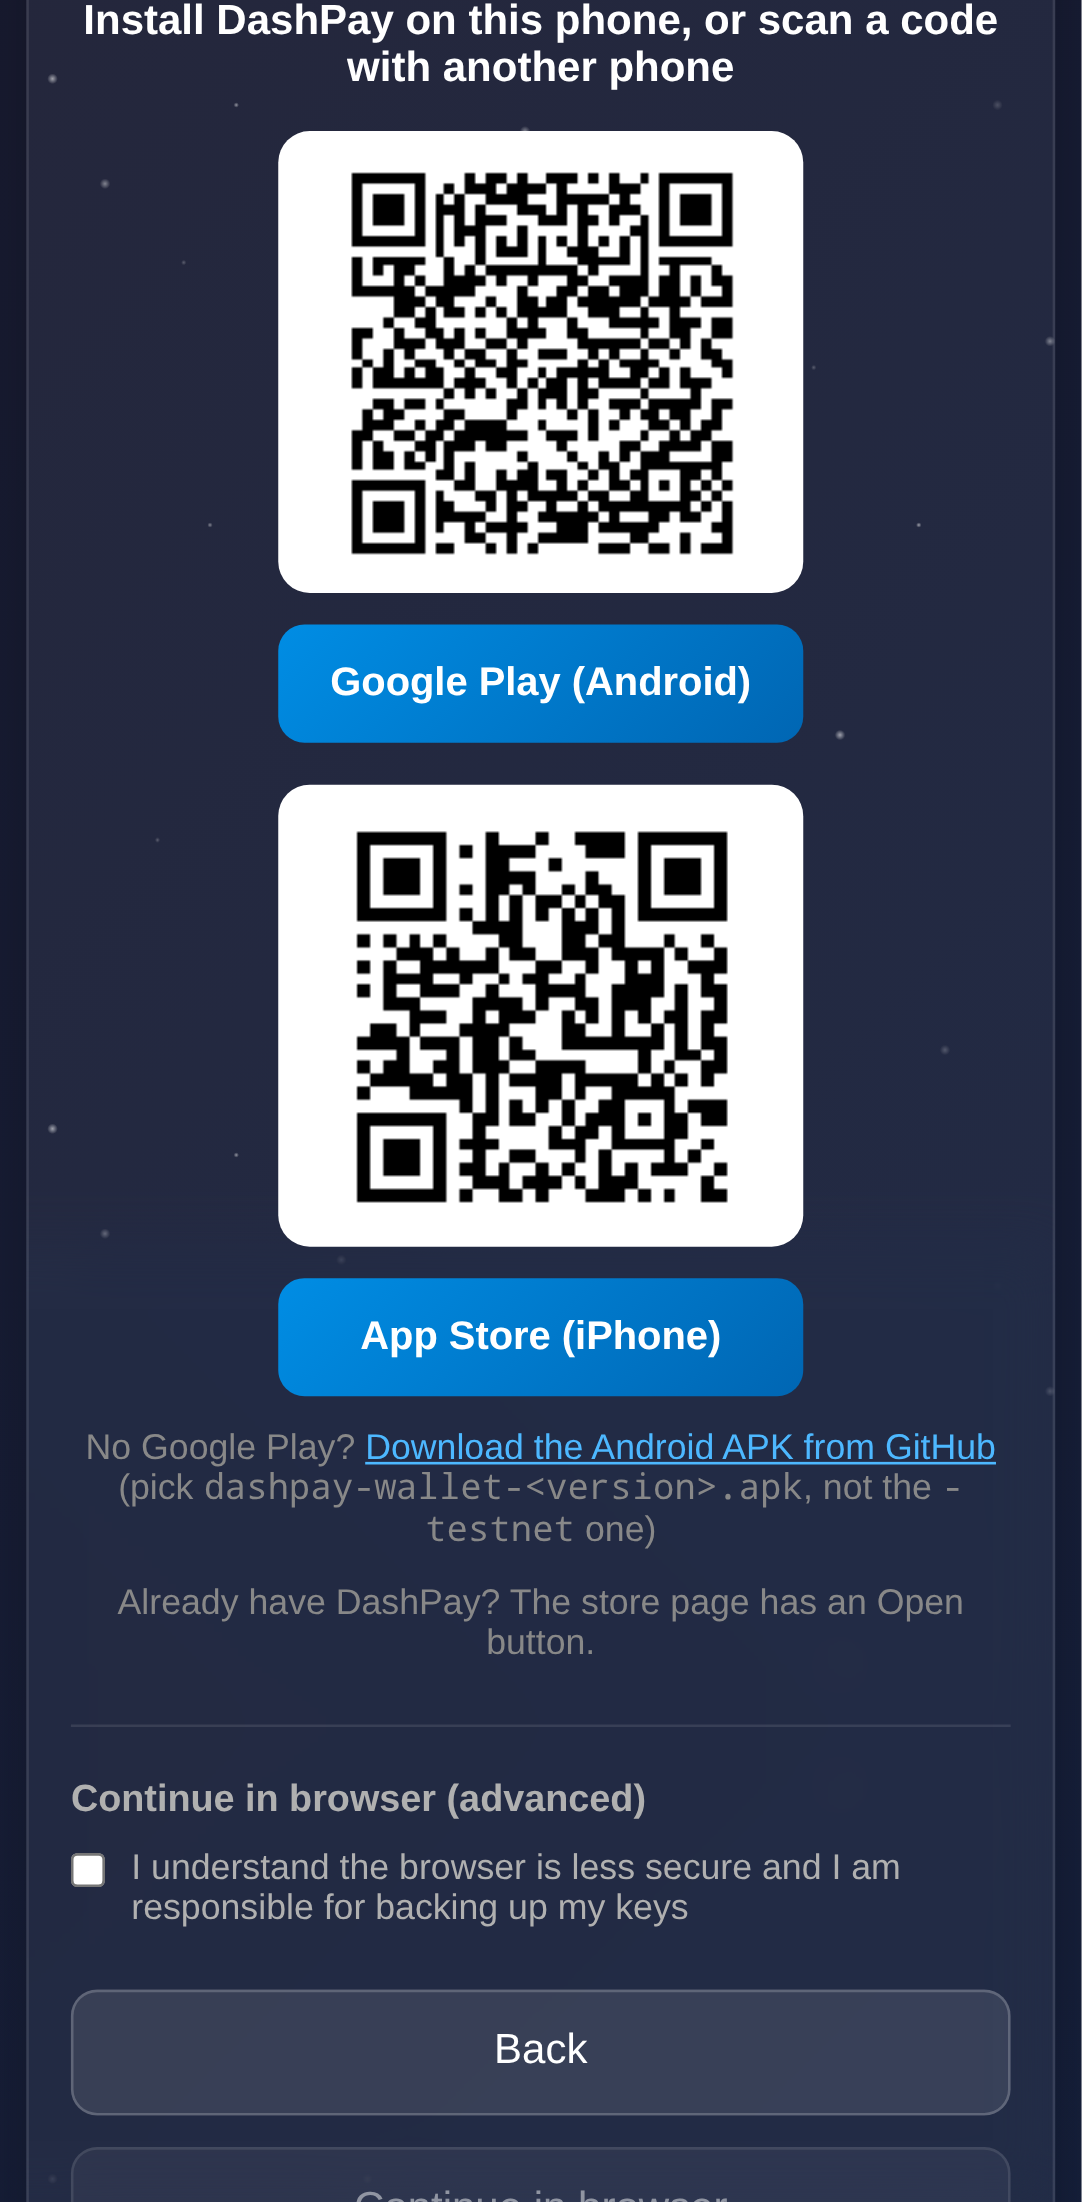 Install DashPay on this phone, or scan a code
with another phone
Google Play (Android)
App Store (iPhone)
No Google Play? Download the Android APK from GitHub
(pick dashpay-wallet-<version>.apk, not the -
testnet one)
Already have DashPay? The store page has an Open
button.
Continue in browser (advanced)
I understand the browser is less secure and I am
responsible for backing up my keys
Back
Continue in browser